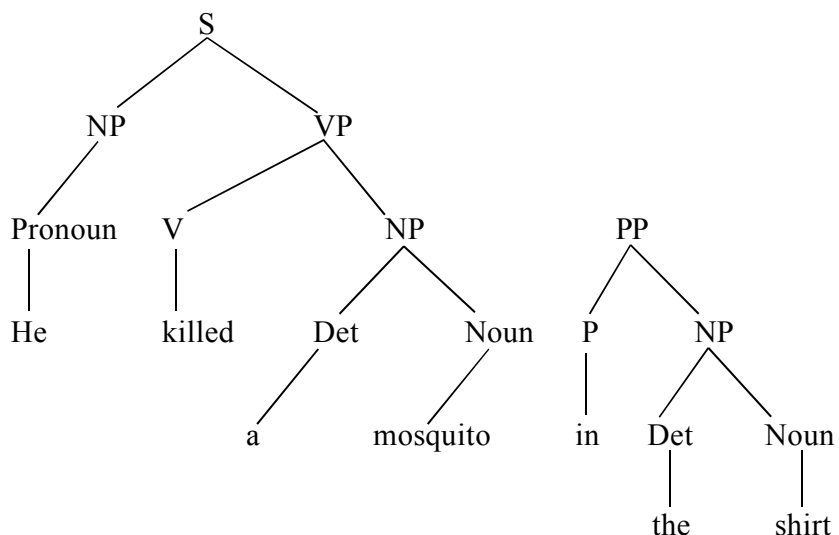 S
NP VP
Pronoun V NP PP
He killed Det Noun P NP
a mosquito in Det Noun
the shirt